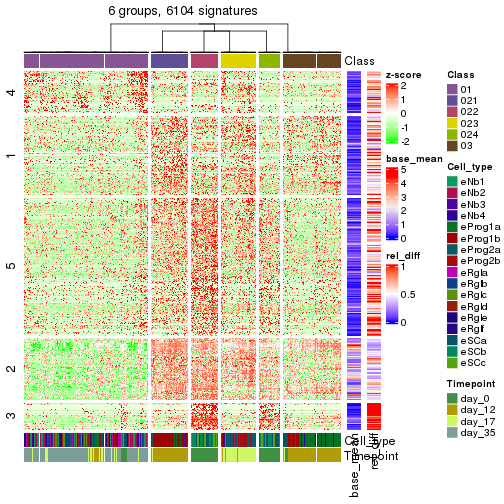 6 groups, 6104 signatures
Class
4
1
5
2
3
Cell_type
Timepoint
base_mean
rel_diff
z-score
2
1
0
-1
-2
base_mean
5
4
3
2
1
0
rel_diff
1
0.5
0
Class
01
021
022
023
024
03
Cell_type
eNb1
eNb2
eNb3
eNb4
eProg1a
eProg1b
eProg2a
eProg2b
eRgla
eRglb
eRglc
eRgld
eRgle
eRglf
eSCa
eSCb
eSCc
Timepoint
day_0
day_12
day_17
day_35